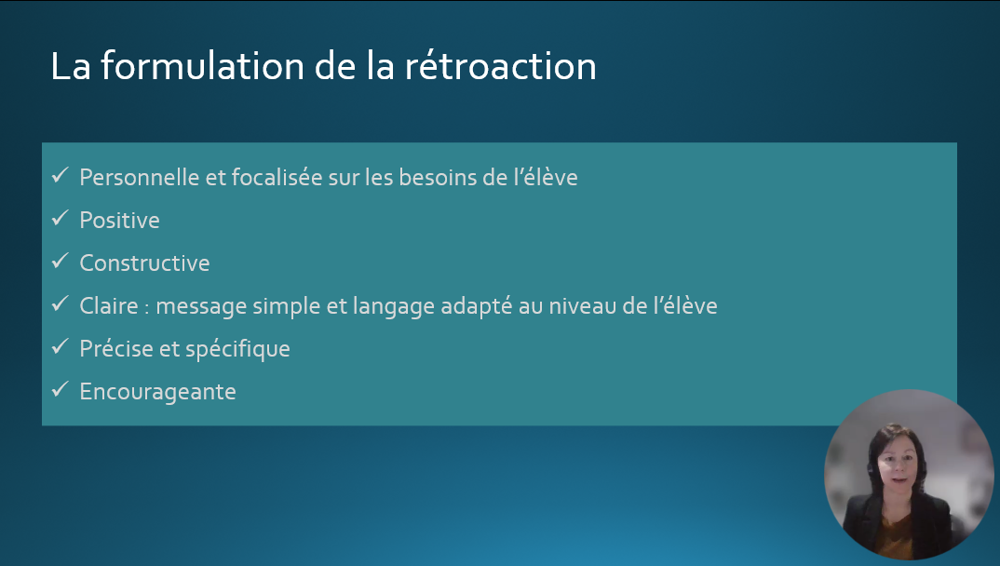 La formulation de la rétroaction
✓ Personnelle et focalisée sur les besoins de l’élève
✓ Positive
✓ Constructive
✓ Claire : message simple et langage adapté au niveau de l’élève
✓ Précise et spécifique
✓ Encourageante